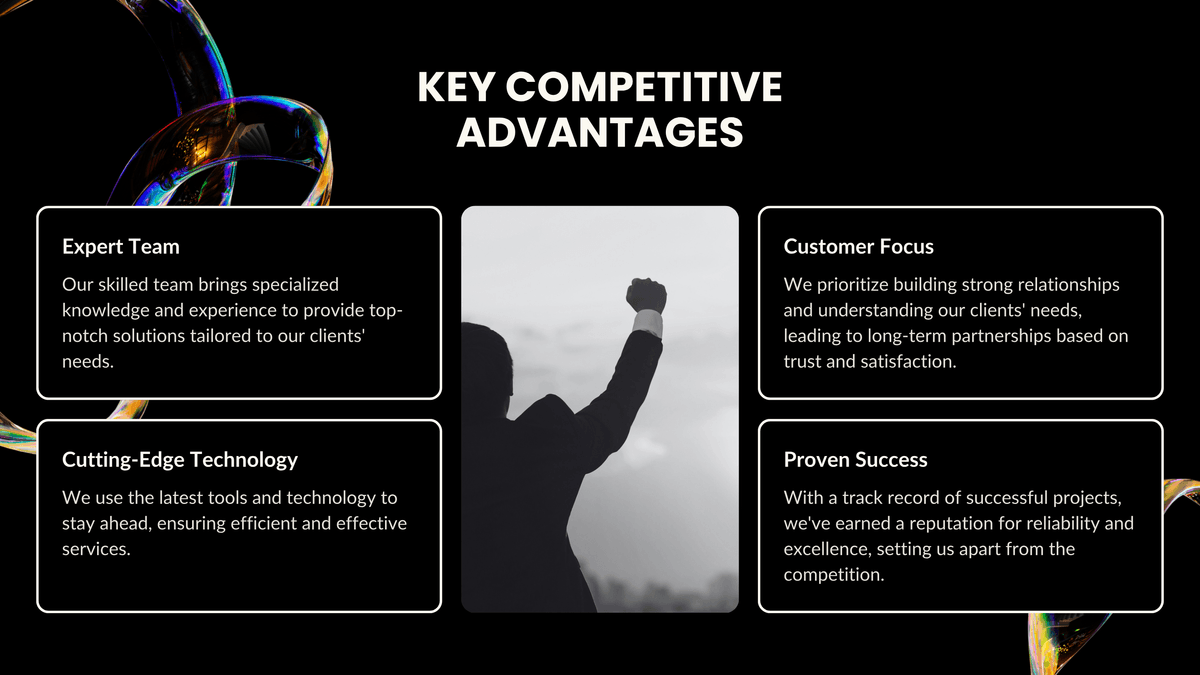 KEY COMPETITIVE
ADVANTAGES
Expert Team
Our skilled team brings specialized
knowledge and experience to provide top-
notch solutions tailored to our clients'
needs.
Cutting-Edge Technology
We use the latest tools and technology to
stay ahead, ensuring efficient and effective
services.
Customer Focus
We prioritize building strong relationships
and understanding our clients' needs,
leading to long-term partnerships based on
trust and satisfaction.
Proven Success
With a track record of successful projects,
we've earned a reputation for reliability and
excellence, setting us apart from the
competition.